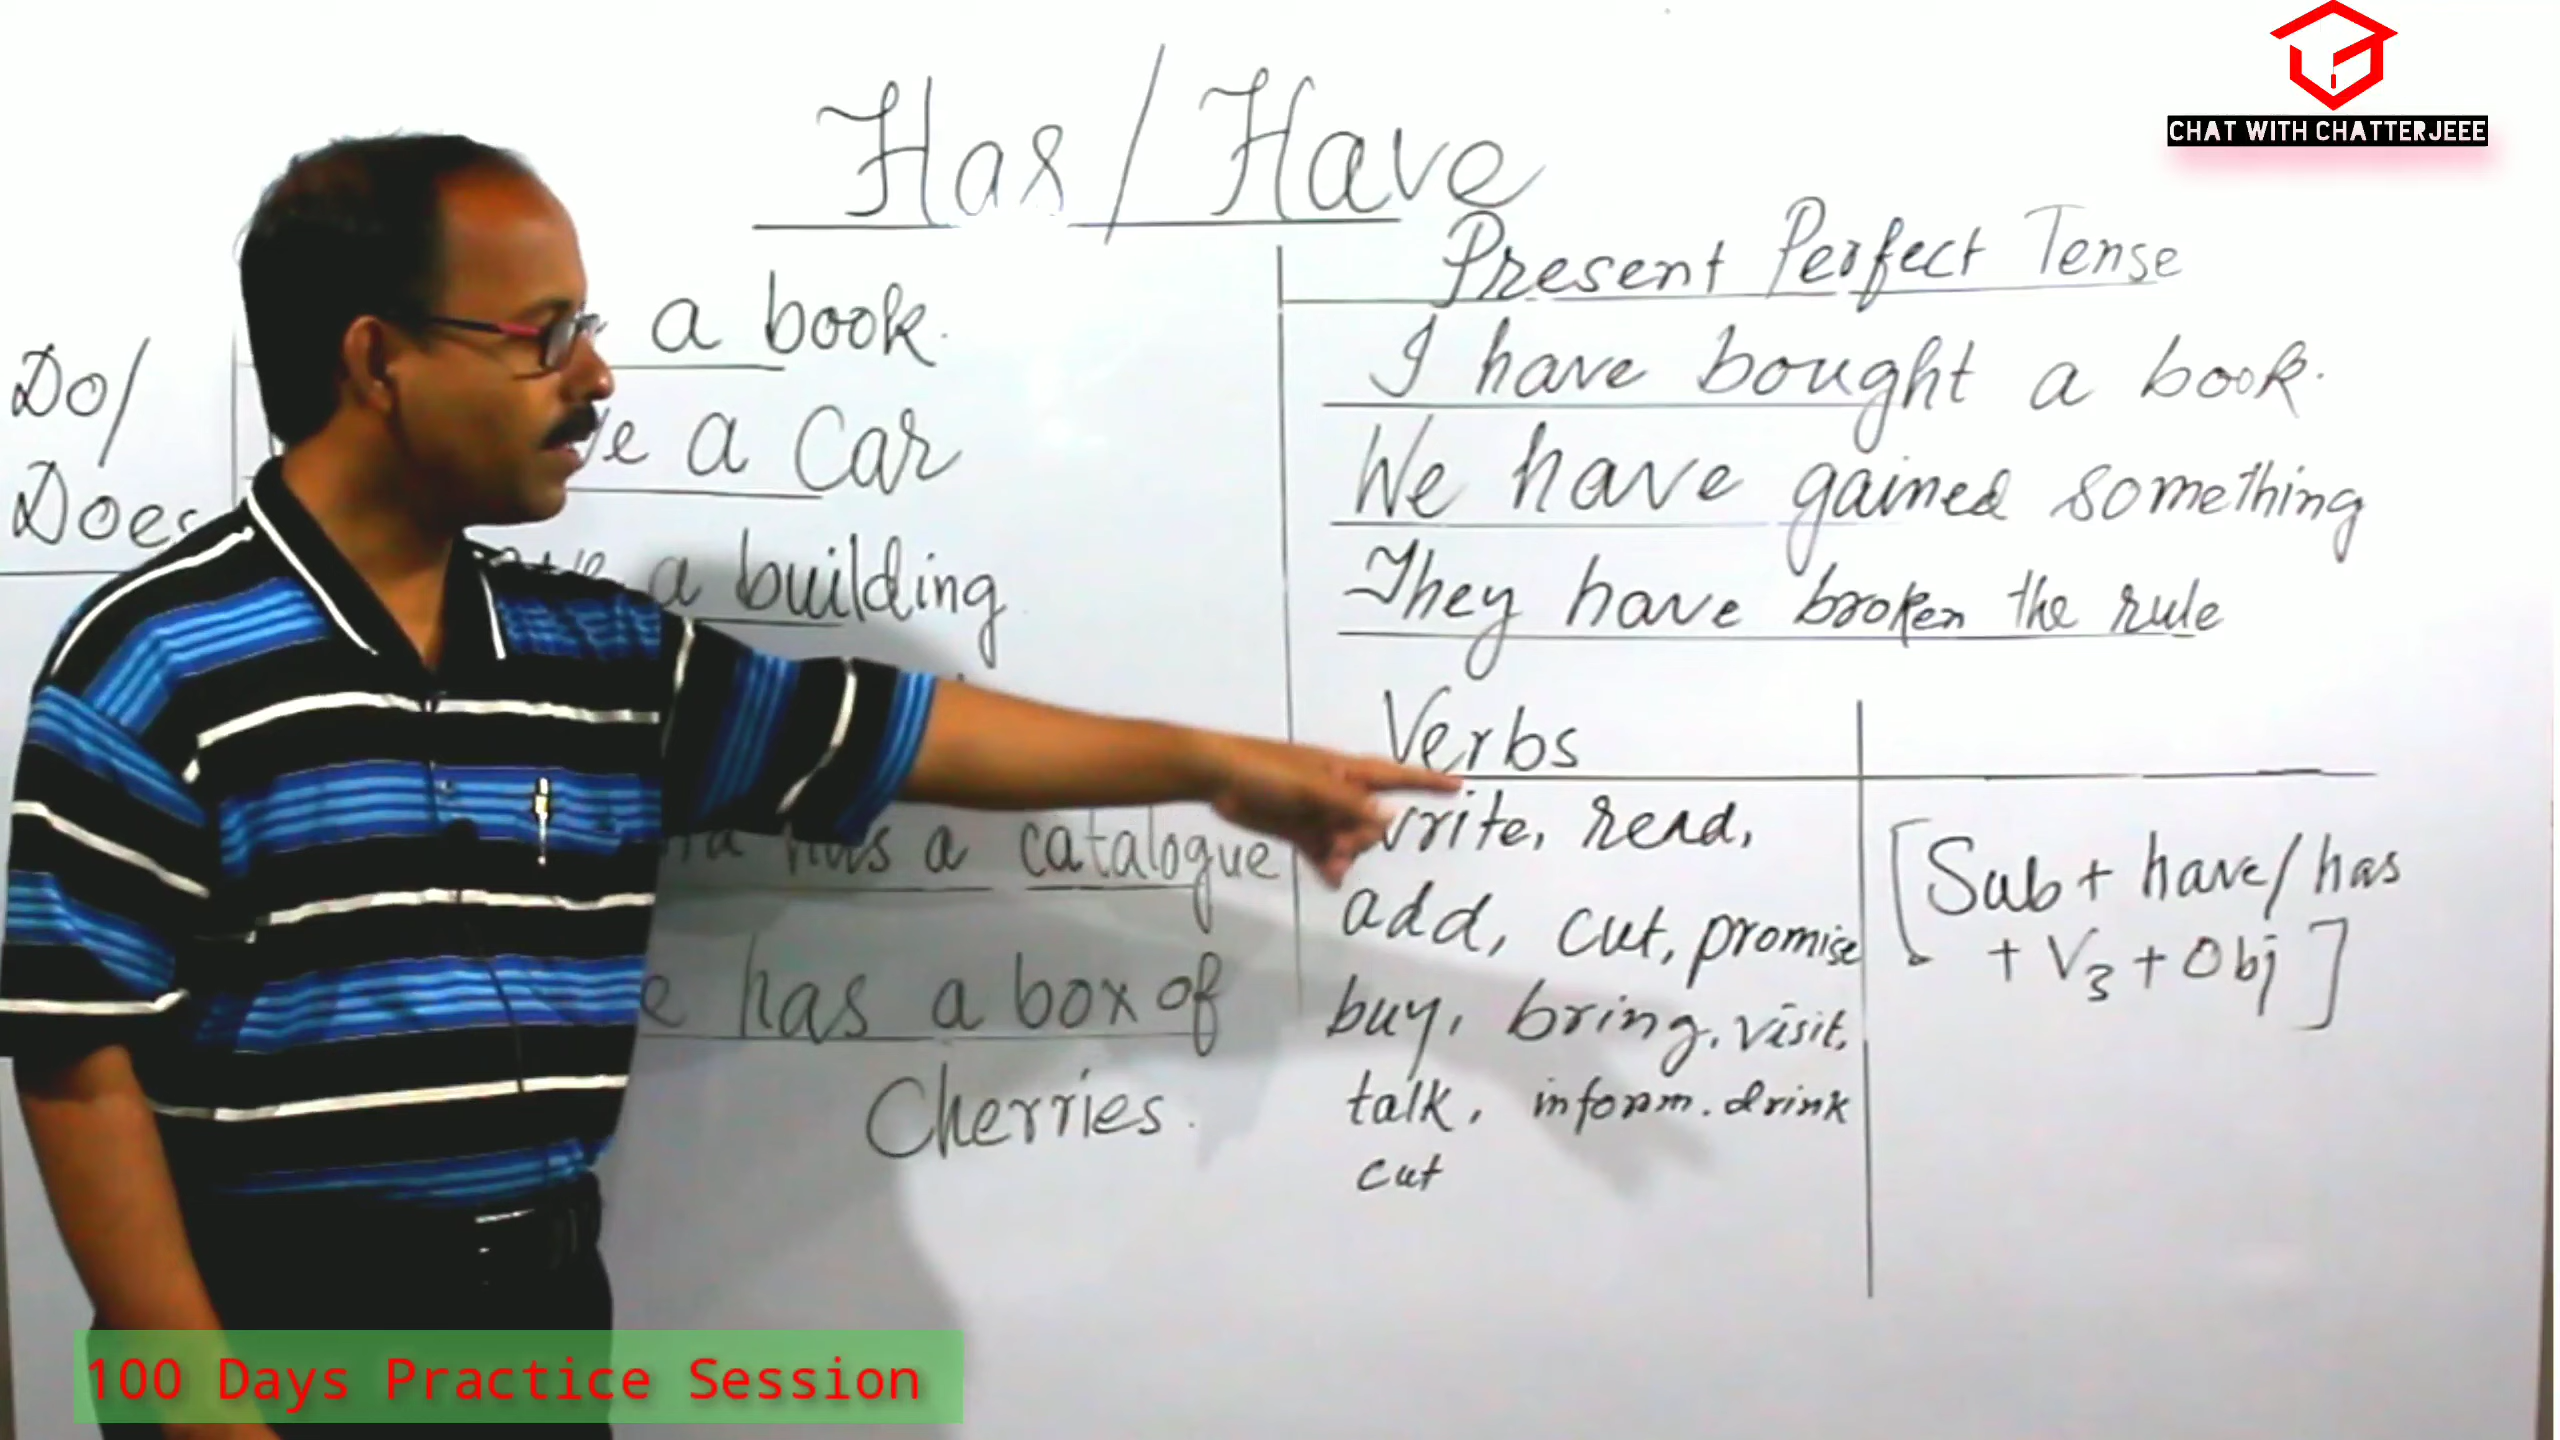 CHAT WITH CHATTERJEEE
Has / Have
Do/
Does
a book.
a Car
a building
has a catalogue
has a box of
Cherries.
Present Perfect Tense
I have bought a book.
We have gained something
They have broken the rule
Verbs
write, read,
add, cut, promise
buy, bring, visit,
talk, inform. drink
cut
[Sub + have/has
+ V3 + Obj]
100 Days Practice Session